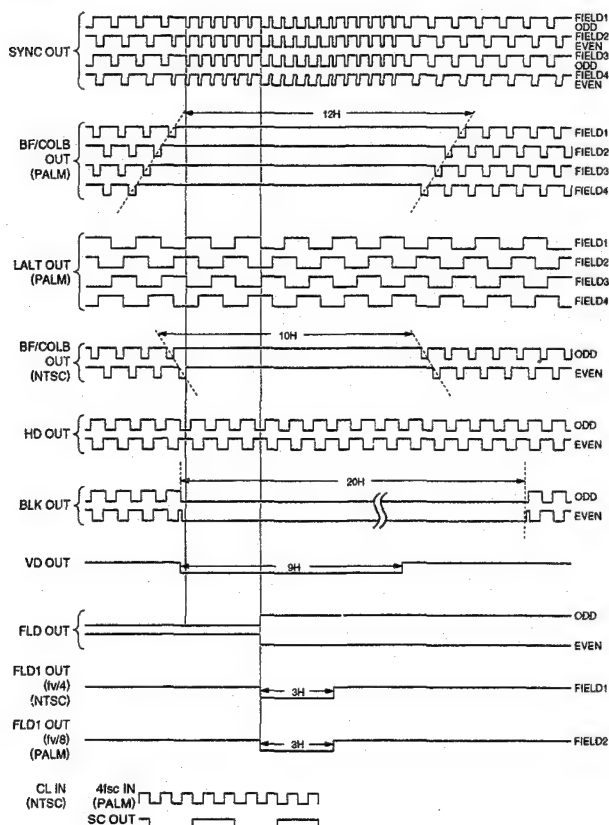 SYNC OUT
FIELD1
ODD
FIELD2
EVEN
FIELD3
ODD
FIELD4
EVEN
12H
BF/COLB
OUT
(PALM)
FIELD1
FIELD2
FIELD3
FIELD4
LALT OUT
(PALM)
FIELD1
FIELD2
FIELD3
FIELD4
10H
BF/COLB
OUT
(NTSC)
ODD
EVEN
HD OUT
ODD
EVEN
20H
BLK OUT
ODD
EVEN
VD OUT
9H
FLD OUT
ODD
EVEN
FLD1 OUT
(fv/4)
(NTSC)
3H
FIELD1
FLD1 OUT
(fv/8)
(PALM)
3H
FIELD2
CL IN
(NTSC)
4fsc IN
(PALM)
SC OUT